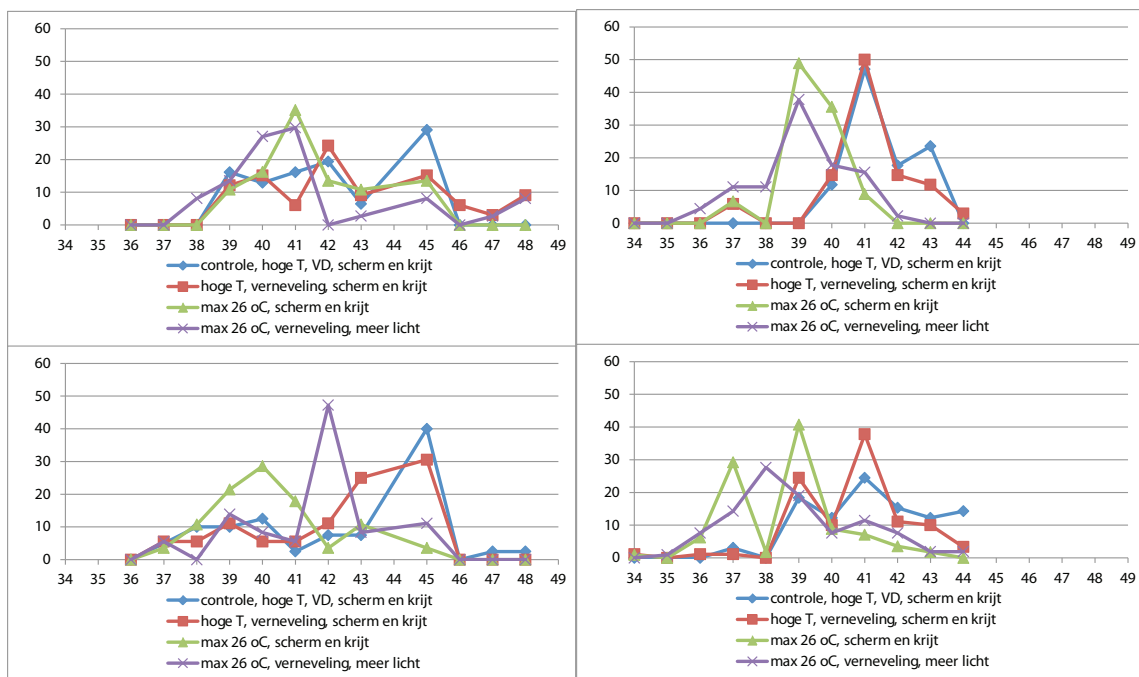 60
50
40
30
20
10
0
34 35 36 37 38 39 40 41 42 43 44 45 46 47 48 49
controle, hoge T, VD, scherm en krijt
hoge T, verneveling, scherm en krijt
max 26 oC, scherm en krijt
max 26 oC, verneveling, meer licht
60
50
40
30
20
10
0
34 35 36 37 38 39 40 41 42 43 44 45 46 47 48 49
controle, hoge T, VD, scherm en krijt
hoge T, verneveling, scherm en krijt
max 26 oC, scherm en krijt
max 26 oC, verneveling, meer licht
60
50
40
30
20
10
0
34 35 36 37 38 39 40 41 42 43 44 45 46 47 48 49
controle, hoge T, VD, scherm en krijt
hoge T, verneveling, scherm en krijt
max 26 oC, scherm en krijt
max 26 oC, verneveling, meer licht
60
50
40
30
20
10
0
34 35 36 37 38 39 40 41 42 43 44 45 46 47 48 49
controle, hoge T, VD, scherm en krijt
hoge T, verneveling, scherm en krijt
max 26 oC, scherm en krijt
max 26 oC, verneveling, meer licht